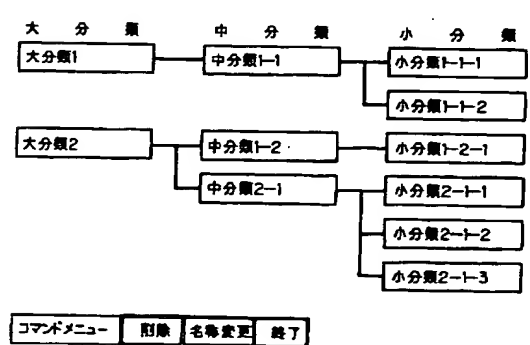 大分類 中分類 小分類
大分類1 中分類1-1 小分類1-1-1
小分類1-1-2
大分類2 中分類1-2 小分類1-2-1
中分類2-1 小分類2-1-1
小分類2-1-2
小分類2-1-3
コマンドメニュー 削除 名称変更 終了